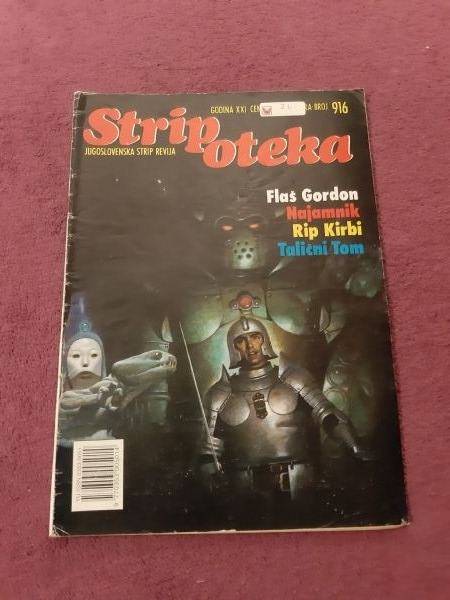 GODINA XXI
BROJ 916
Strip
oteka
JUGOSLOVENSKA STRIP REVIJA
Flaš Gordon
Najamnik
Rip Kirbi
Talični Tom